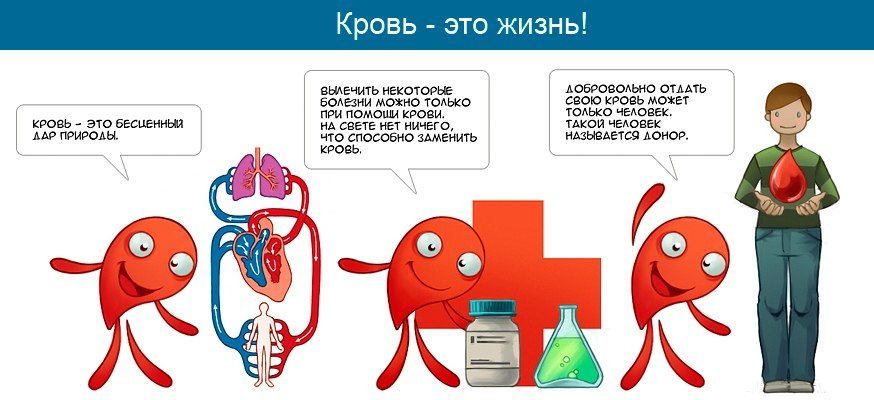 Кровь - это жизнь!
КРОВЬ - ЭТО БЕСЦЕННЫЙ
ДАР ПРИРОДЫ.
ВЫЛЕЧИТЬ НЕКОТОРЫЕ
БОЛЕЗНИ МОЖНО ТОЛЬКО
ПРИ ПОМОЩИ КРОВИ.
НА СВЕТЕ НЕТ НИЧЕГО,
ЧТО СПОСОБНО ЗАМЕНИТЬ
КРОВЬ.
ДОБРОВОЛЬНО ОТДАТЬ
СВОЮ КРОВЬ МОЖЕТ
ТОЛЬКО ЧЕЛОВЕК.
ТАКОЙ ЧЕЛОВЕК
НАЗЫВАЕТСЯ ДОНОР.